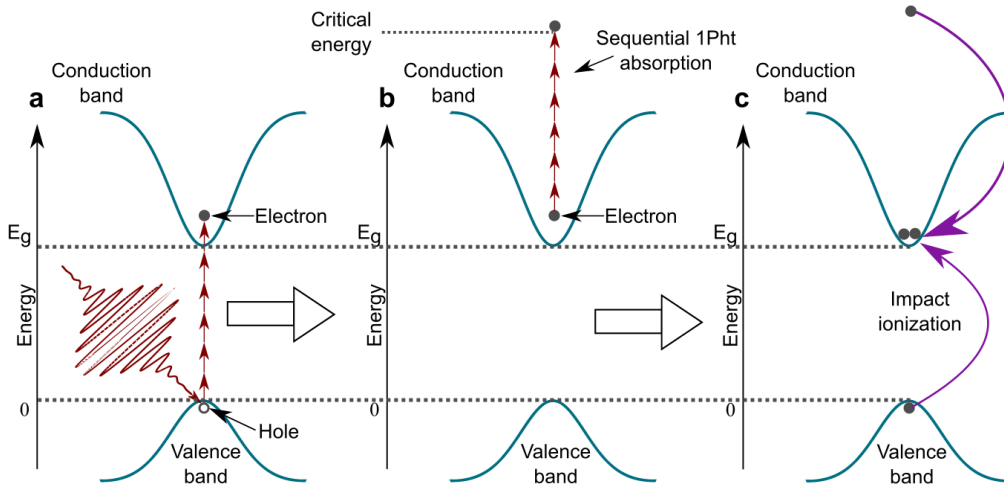 a
Conduction
band
Electron
Eg
Energy
0
Hole
Valence
band
b
Critical
energy
Sequential 1Pht
absorption
Conduction
band
Electron
Eg
Energy
0
Valence
band
c
Conduction
band
Eg
Energy
Impact
ionization
0
Valence
band